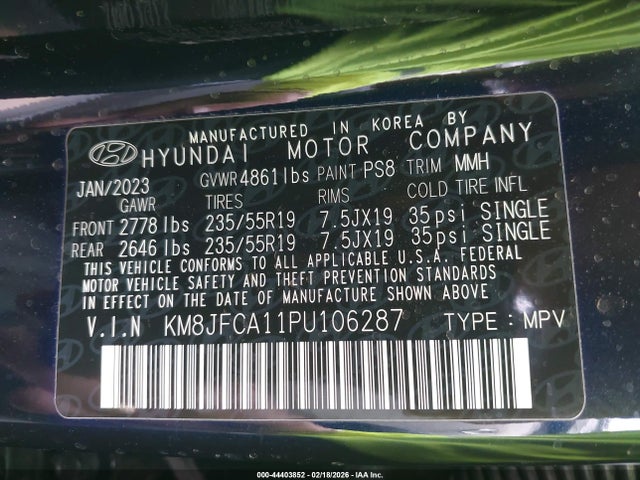 MANUFACTURED IN KOREA BY
HYUNDAI MOTOR COMPANY
JAN/2023 GVWR 4861 lbs PAINT PS8 TRIM MMH
GAWR TIRES RIMS COLD TIRE INFL
FRONT 2778 lbs 235/55R19 7.5JX19 35 psi SINGLE
REAR 2646 lbs 235/55R19 7.5JX19 35 psi SINGLE
THIS VEHICLE CONFORMS TO ALL APPLICABLE U.S.A. FEDERAL
MOTOR VEHICLE SAFETY AND THEFT PREVENTION STANDARDS
IN EFFECT ON THE DATE OF MANUFACTURE SHOWN ABOVE
V.I.N KM8JFCA11PU106287 TYPE : MPV
000-44403852 - 02/18/2026 - IAA Inc.